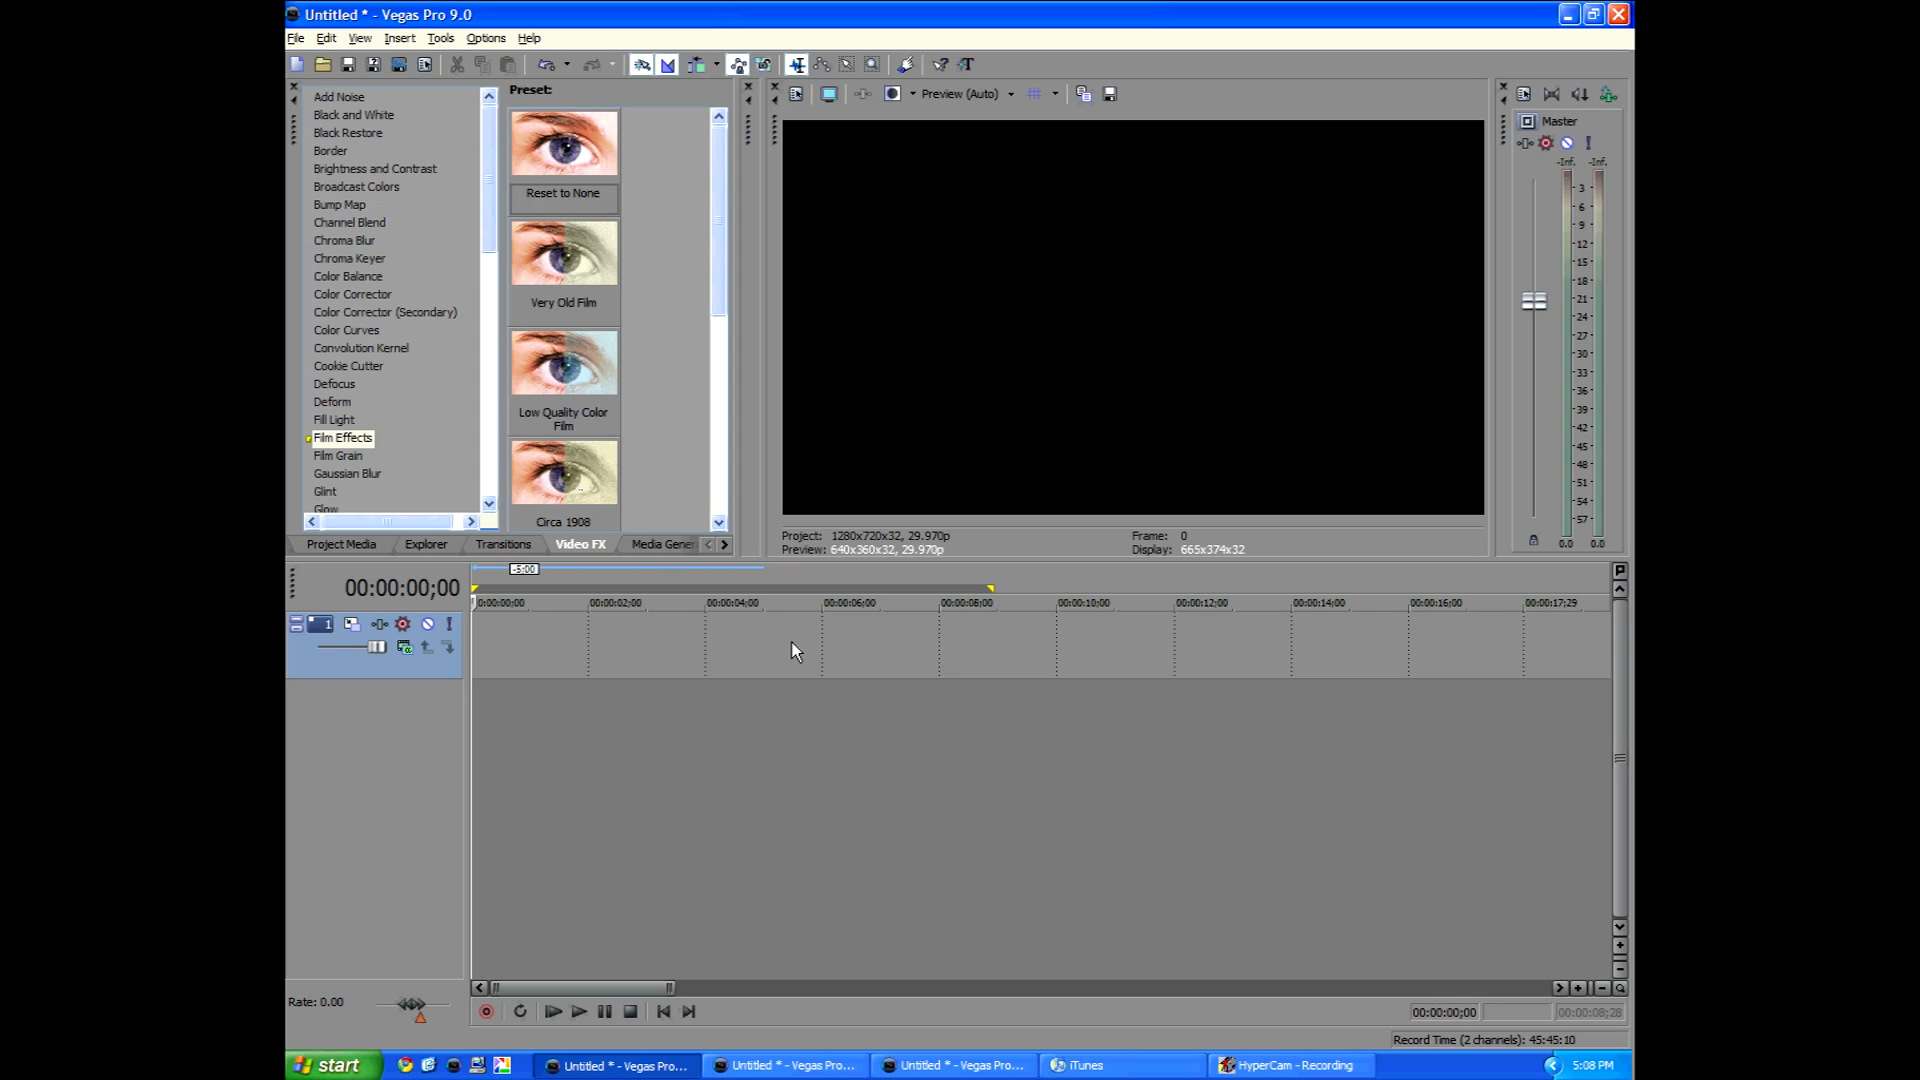 Untitled * - Vegas Pro 9.0
File Edit View Insert Tools Options Help
Add Noise
Black and White
Black Restore
Border
Brightness and Contrast
Broadcast Colors
Bump Map
Channel Blend
Chroma Blur
Chroma Keyer
Color Balance
Color Corrector
Color Corrector (Secondary)
Color Curves
Convolution Kernel
Cookie Cutter
Defocus
Deform
Fill Light
Film Effects
Film Grain
Gaussian Blur
Glint
Glow
Preset:
Reset to None
Very Old Film
Low Quality Color
Film
Circa 1908
Project Media Explorer Transitions Video FX Media Gener
Preview (Auto)
Project: 1280x720x32, 29.970p
Preview: 640x360x32, 29.970p
Frame: 0
Display: 665x374x32
Master
-Inf. -Inf.
3
6
9
12
15
18
21
24
27
30
33
36
39
42
45
48
51
54
57
0.0 0.0
00:00:00;00
-5:00
0:00:00;00 00:00:02;00 00:00:04;00 00:00:06;00 00:00:08;00 00:00:10;00 00:00:12;00 00:00:14;00 00:00:16;00 00:00:17;29
1
Rate: 0.00
00:00:00;00 00:00:08;28
Record Time (2 channels): 45:45:10
start Untitled * - Vegas Pro... Untitled * - Vegas Pro... Untitled * - Vegas Pro... iTunes HyperCam - Recording 5:08 PM